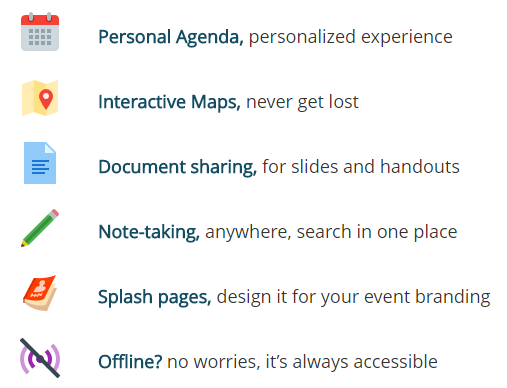 Personal Agenda, personalized experience
Interactive Maps, never get lost
Document sharing, for slides and handouts
Note-taking, anywhere, search in one place
Splash pages, design it for your event branding
Offline? no worries, it’s always accessible